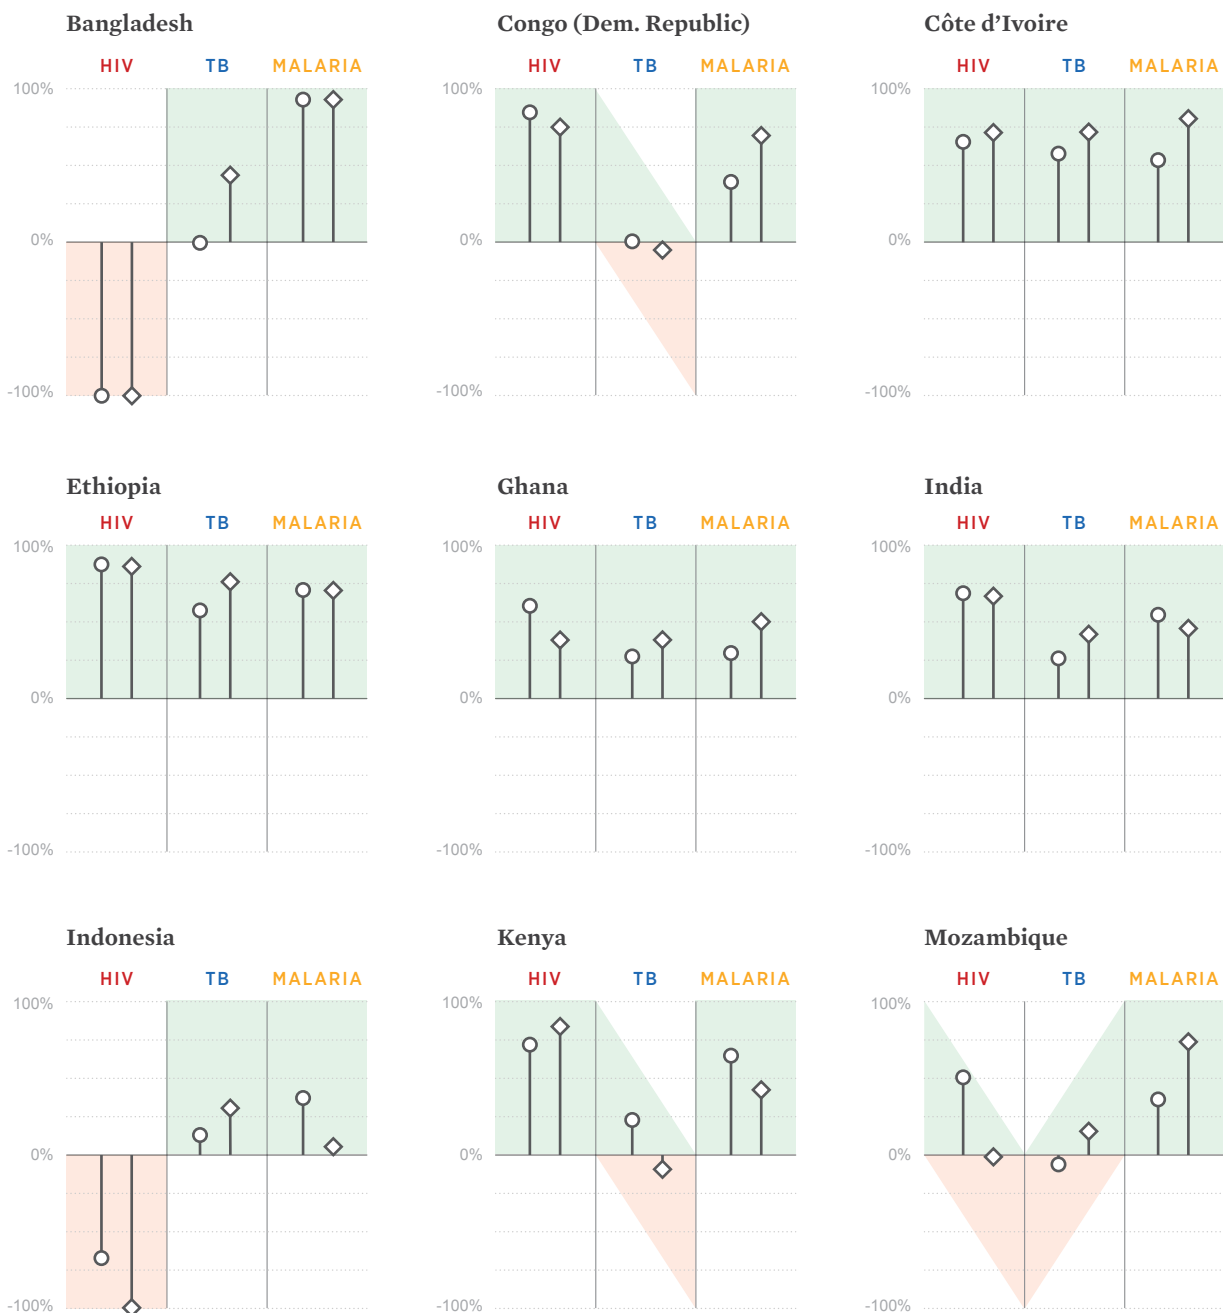 Bangladesh
HIV TB MALARIA
100%
0%
-100%
Congo (Dem. Republic)
HIV TB MALARIA
100%
0%
-100%
Côte d’Ivoire
HIV TB MALARIA
100%
0%
-100%
Ethiopia
HIV TB MALARIA
100%
0%
-100%
Ghana
HIV TB MALARIA
100%
0%
-100%
India
HIV TB MALARIA
100%
0%
-100%
Indonesia
HIV TB MALARIA
100%
0%
-100%
Kenya
HIV TB MALARIA
100%
0%
-100%
Mozambique
HIV TB MALARIA
100%
0%
-100%